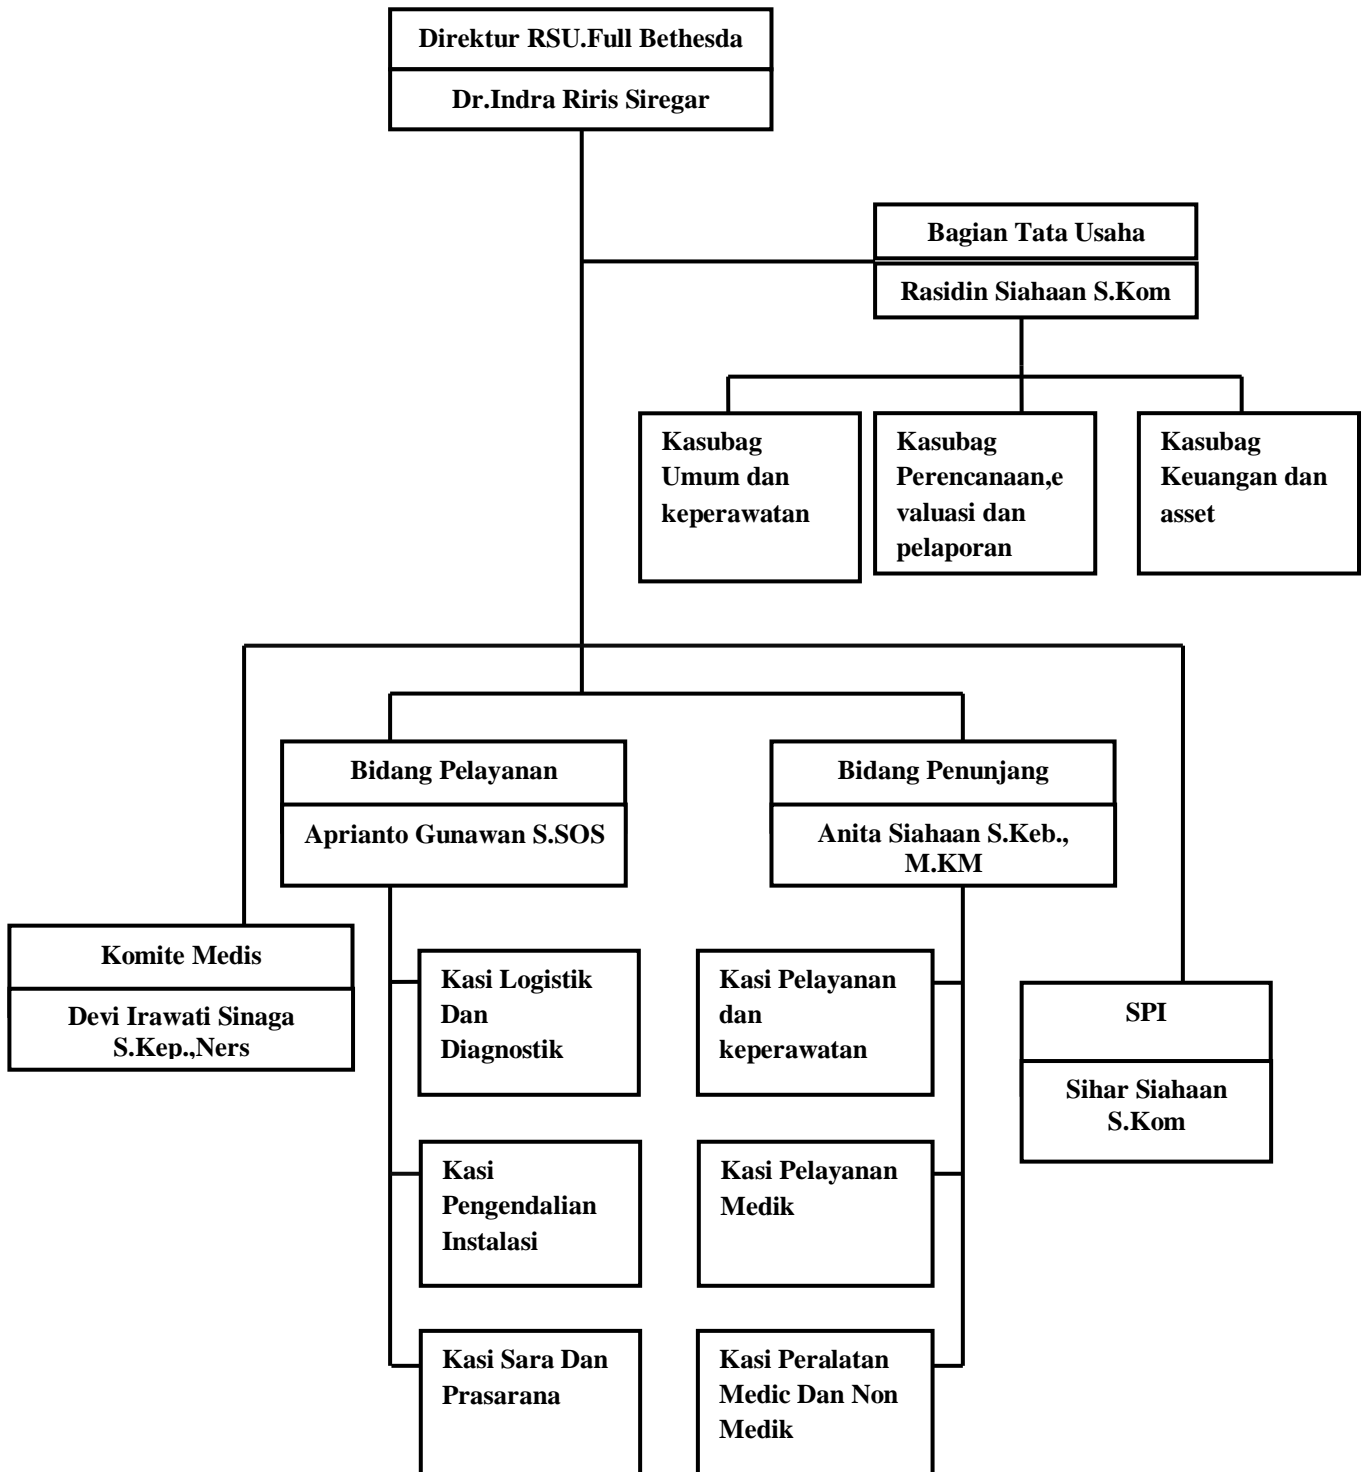 Direktur RSU.Full Bethesda
Dr.Indra Riris Siregar
Bagian Tata Usaha
Rasidin Siahaan S.Kom
Kasubag
Umum dan
keperawatan
Kasubag
Perencanaan,e
valuasi dan
pelaporan
Kasubag
Keuangan dan
asset
Bidang Pelayanan
Aprianto Gunawan S.SOS
Bidang Penunjang
Anita Siahaan S.Keb.,
M.KM
Komite Medis
Devi Irawati Sinaga
S.Kep.,Ners
Kasi Logistik
Dan
Diagnostik
Kasi Pelayanan
dan
keperawatan
SPI
Sihar Siahaan
S.Kom
Kasi
Pengendalian
Instalasi
Kasi Pelayanan
Medik
Kasi Sara Dan
Prasarana
Kasi Peralatan
Medic Dan Non
Medik